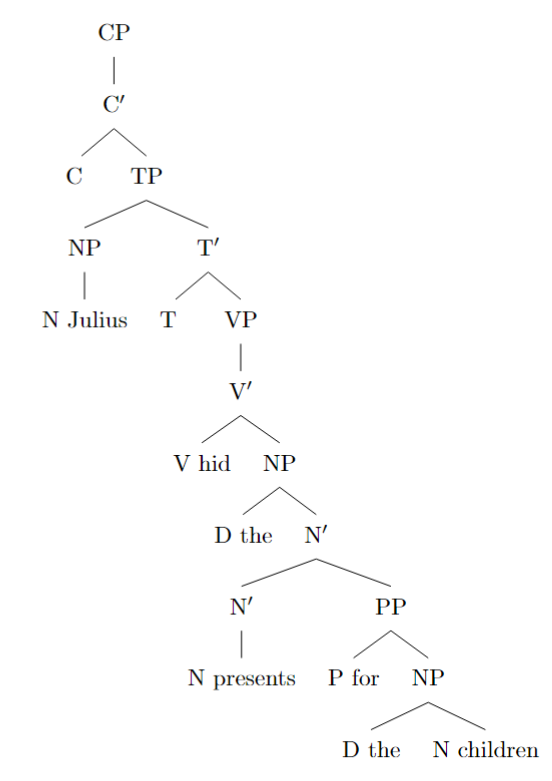 CP
C′
C TP
NP T′
N Julius T VP
V′
V hid NP
D the N′
N′ PP
N presents P for NP
D the N children